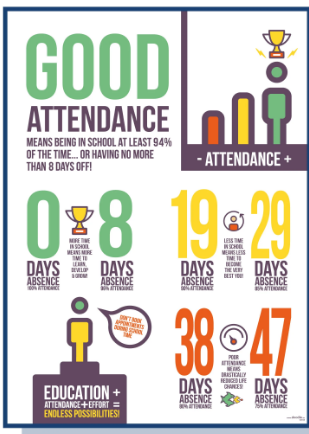 GOOD
ATTENDANCE
MEANS BEING IN SCHOOL AT LEAST 94%
OF THE TIME... OR HAVING NO MORE
THAN 8 DAYS OFF!
- ATTENDANCE +
0
DAYS
ABSENCE
100% ATTENDANCE
MORE TIME
IN SCHOOL
MEANS MORE
TIME TO
LEARN,
DEVELOP
& GROW!
8
DAYS
ABSENCE
96% ATTENDANCE
19
DAYS
ABSENCE
90% ATTENDANCE
LESS TIME
IN SCHOOL
MEANS LESS
TIME TO
BECOME
THE VERY
BEST YOU!
29
DAYS
ABSENCE
85% ATTENDANCE
DON'T BOOK
APPOINTMENTS
DURING SCHOOL
TIME
EDUCATION +
ATTENDANCE+EFFORT =
ENDLESS POSSIBILITIES!
38
DAYS
ABSENCE
80% ATTENDANCE
POOR
ATTENDANCE
MEANS
DRASTICALLY
REDUCED LIFE
CHANCES!
47
DAYS
ABSENCE
75% ATTENDANCE